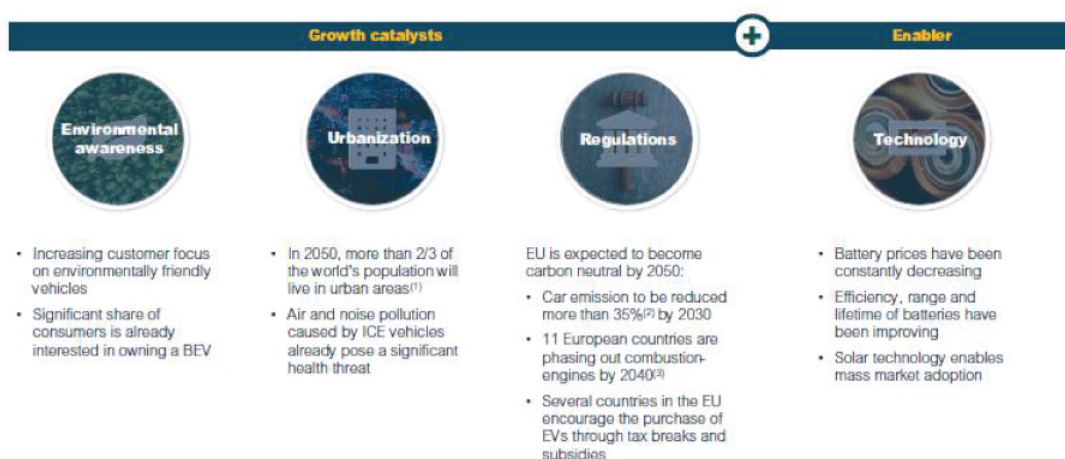 Growth catalysts
Enabler
Environmental
awareness
Urbanization
Regulations
Technology
• Increasing customer focus
on environmentally friendly
vehicles
• Significant share of
consumers is already
interested in owning a BEV
• In 2050, more than 2/3 of
the world's population will
live in urban areas(1)
• Air and noise pollution
caused by ICE vehicles
already pose a significant
health threat
EU is expected to become
carbon neutral by 2050:
• Car emission to be reduced
more than 35%(2) by 2030
• 11 European countries are
phasing out combustion-
engines by 2040(3)
• Several countries in the EU
encourage the purchase of
EVs through tax breaks and
subsidies
• Battery prices have been
constantly decreasing
• Efficiency, range and
lifetime of batteries have
been improving
• Solar technology enables
mass market adoption